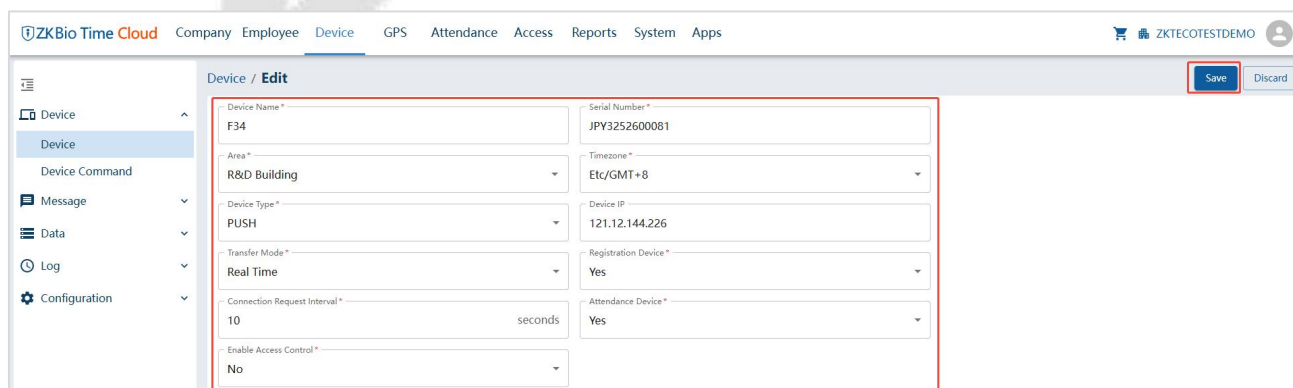 ZKBio Time Cloud Company Employee Device GPS Attendance Access Reports System Apps ZKTECOTESTDEMO
Device / Edit Save Discard
Device
Device
Device Command
Message
Data
Log
Configuration
Device Name *
F34
Serial Number *
JPY3252600081
Area *
R&D Building
Timezone *
Etc/GMT+8
Device Type *
PUSH
Device IP
121.12.144.226
Transfer Mode *
Real Time
Registration Device *
Yes
Connection Request Interval *
10 seconds
Attendance Device *
Yes
Enable Access Control *
No